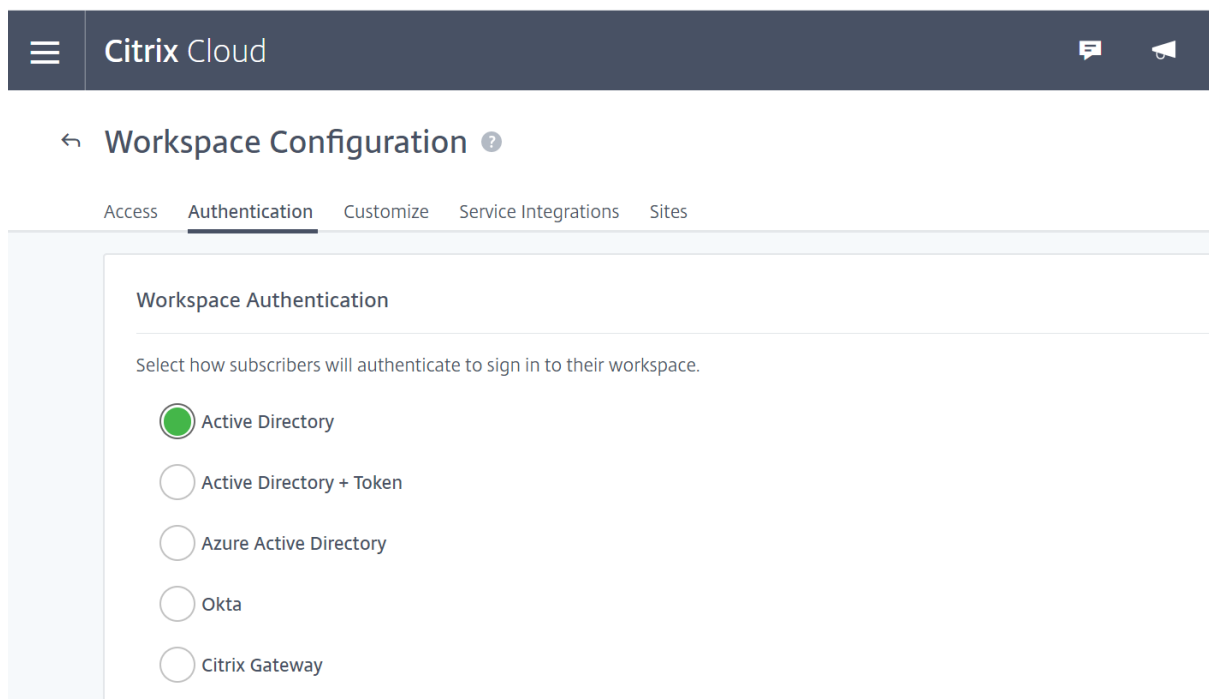 Citrix Cloud
Workspace Configuration ?
Access Authentication Customize Service Integrations Sites
Workspace Authentication
Select how subscribers will authenticate to sign in to their workspace.
Active Directory
Active Directory + Token
Azure Active Directory
Okta
Citrix Gateway